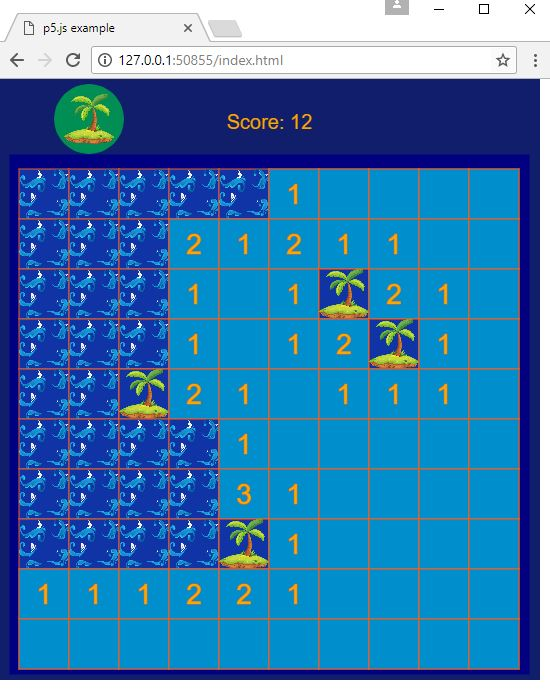 p5.js example
127.0.0.1:50855/index.html
Score: 12
1
2 1 2 1 1
1 1 2 1
1 1 2 1
2 1 1 1 1
1
3 1
1
1 1 1 2 2 1